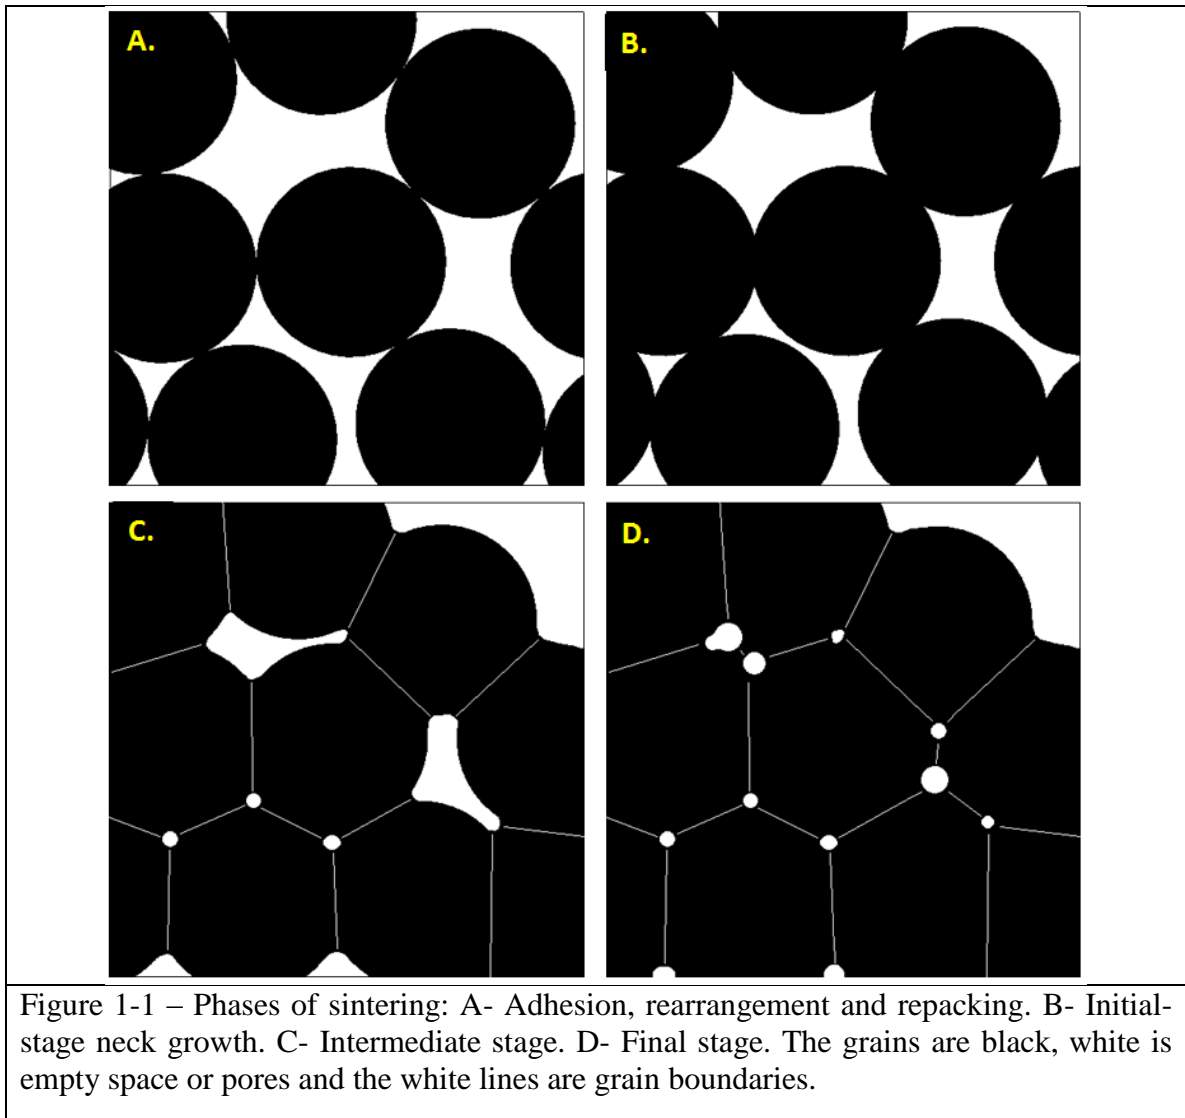 A.
B.
C.
D.
Figure 1-1 – Phases of sintering: A- Adhesion, rearrangement and repacking. B- Initial-
stage neck growth. C- Intermediate stage. D- Final stage. The grains are black, white is
empty space or pores and the white lines are grain boundaries.